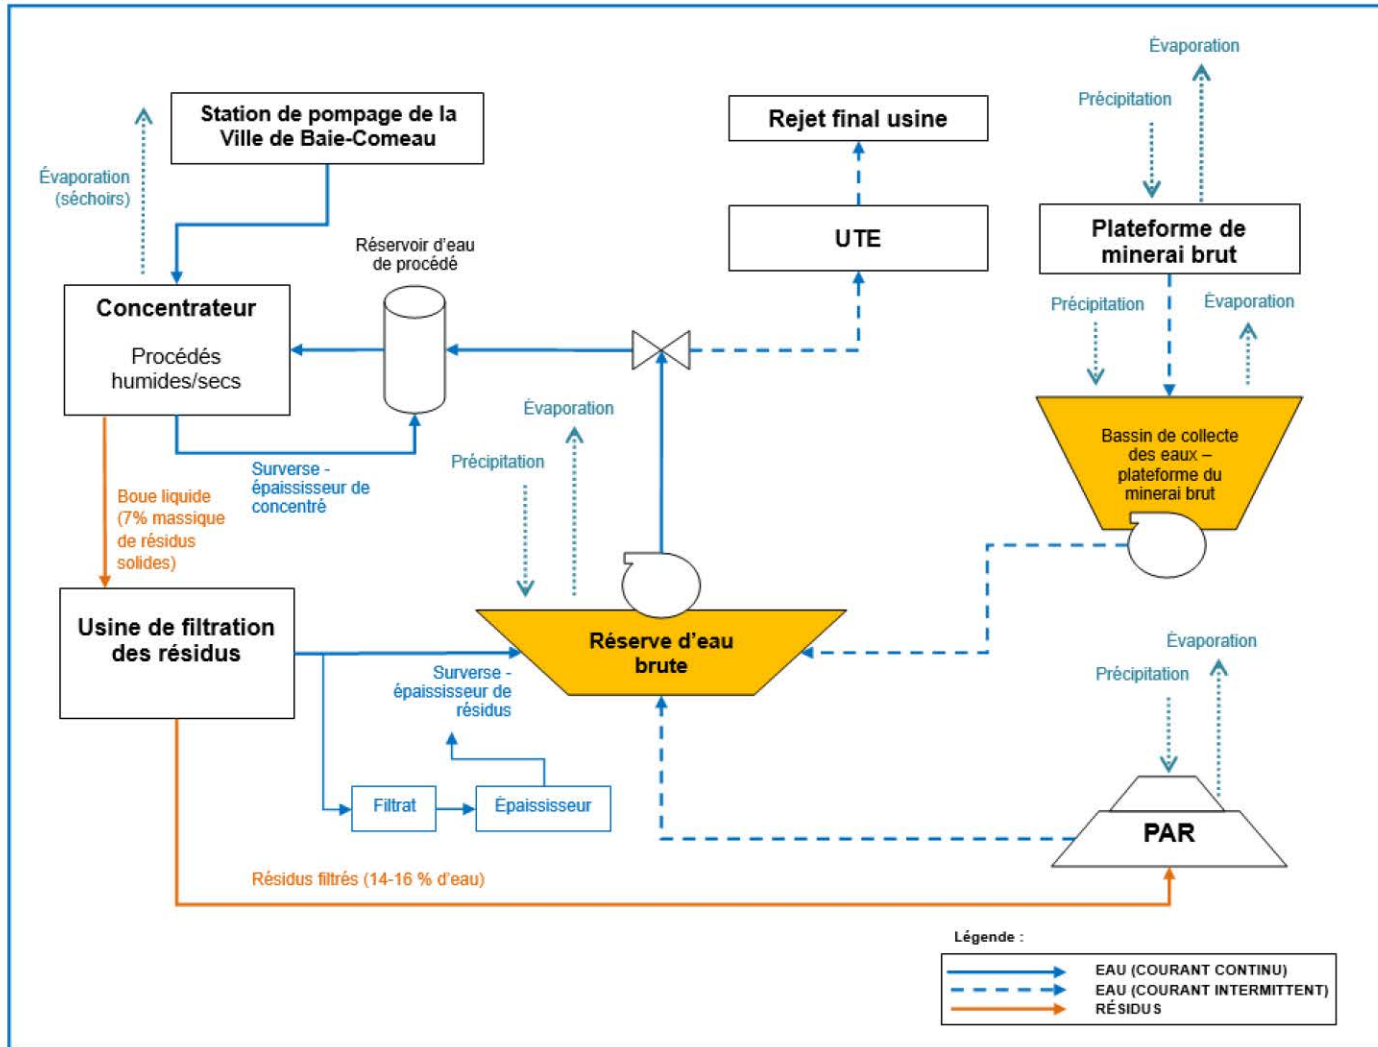 Station de pompage de la
Ville de Baie-Comeau
Évaporation
(séchoirs)
Réservoir d'eau
de procédé
Concentrateur
Procédés
humides/secs
Surverse -
épaississeur de
concentré
Boue liquide
(7% massique
de résidus
solides)
Usine de filtration
des résidus
Rejet final usine
UTE
Évaporation
Précipitation
Plateforme de
minerai brut
Précipitation
Évaporation
Bassin de collecte
des eaux –
plateforme du
minerai brut
Évaporation
Précipitation
Réserve d'eau
brute
Surverse -
épaississeur de
résidus
Filtrat
Épaississeur
Évaporation
Précipitation
PAR
Résidus filtrés (14-16 % d'eau)
Légende :
EAU (COURANT CONTINU)
EAU (COURANT INTERMITTENT)
RÉSIDUS